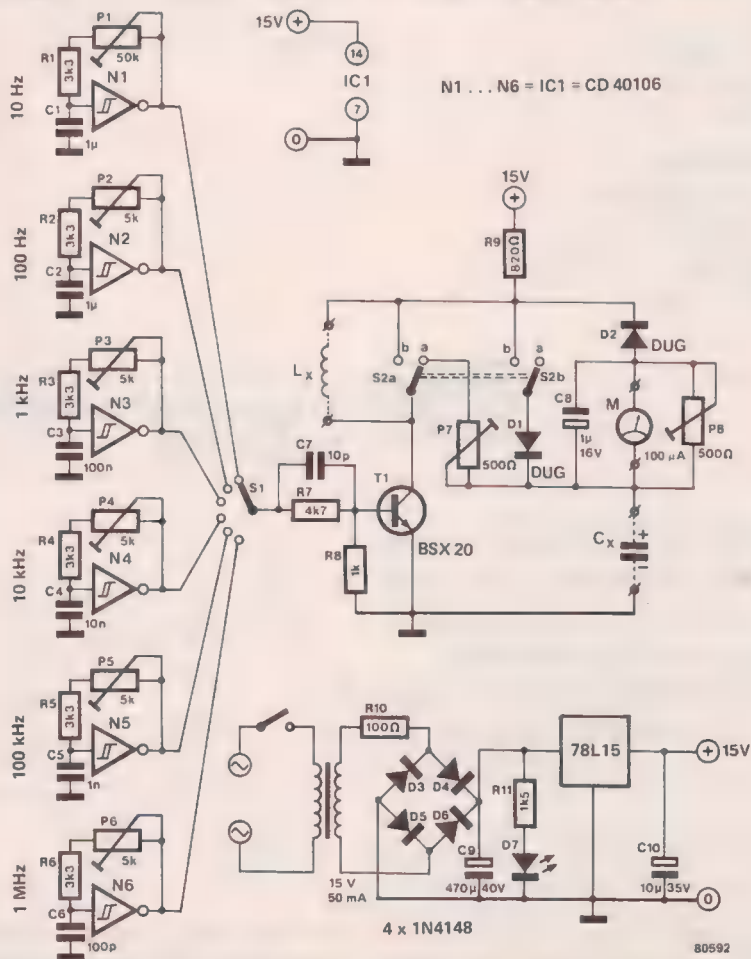 10 Hz
P1
50k
R1
3k3
N1
C1
1µ
100 Hz
P2
5k
R2
3k3
N2
C2
1µ
1 kHz
P3
5k
R3
3k3
N3
C3
100n
10 kHz
P4
5k
R4
3k3
N4
C4
10n
100 kHz
P5
5k
R5
3k3
N5
C5
1n
1 MHz
P6
5k
R6
3k3
N6
C6
100p
15V +
14
IC1
7
0
N1 ... N6 = IC1 = CD 40106
S1
C7
10p
R7
4k7
R8
1k
T1
BSX 20
15V
+
R9
820Ω
Lx
b a
S2a
b a
S2b
P7
500Ω
D1
DUG
D2
DUG
C8
1µ
16V
M
100 µA
P8
500Ω
Cx
+
–
R10
100Ω
15 V
50 mA
D3 D4
D5 D6
4 x 1N4148
C9
470µ 40V
R11
1k5
D7
78L15
C10
10µ 35V
+ 15V
0
80592